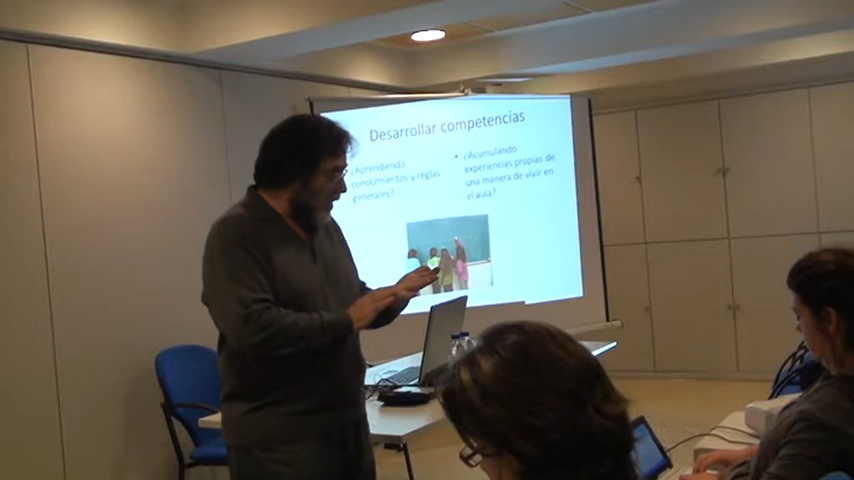 Desarrollar competencias
¿Aprendiendo
conocimientos y reglas
generales?
• ¿Acumulando
experiencias propias de
una manera de vivir en
el aula?